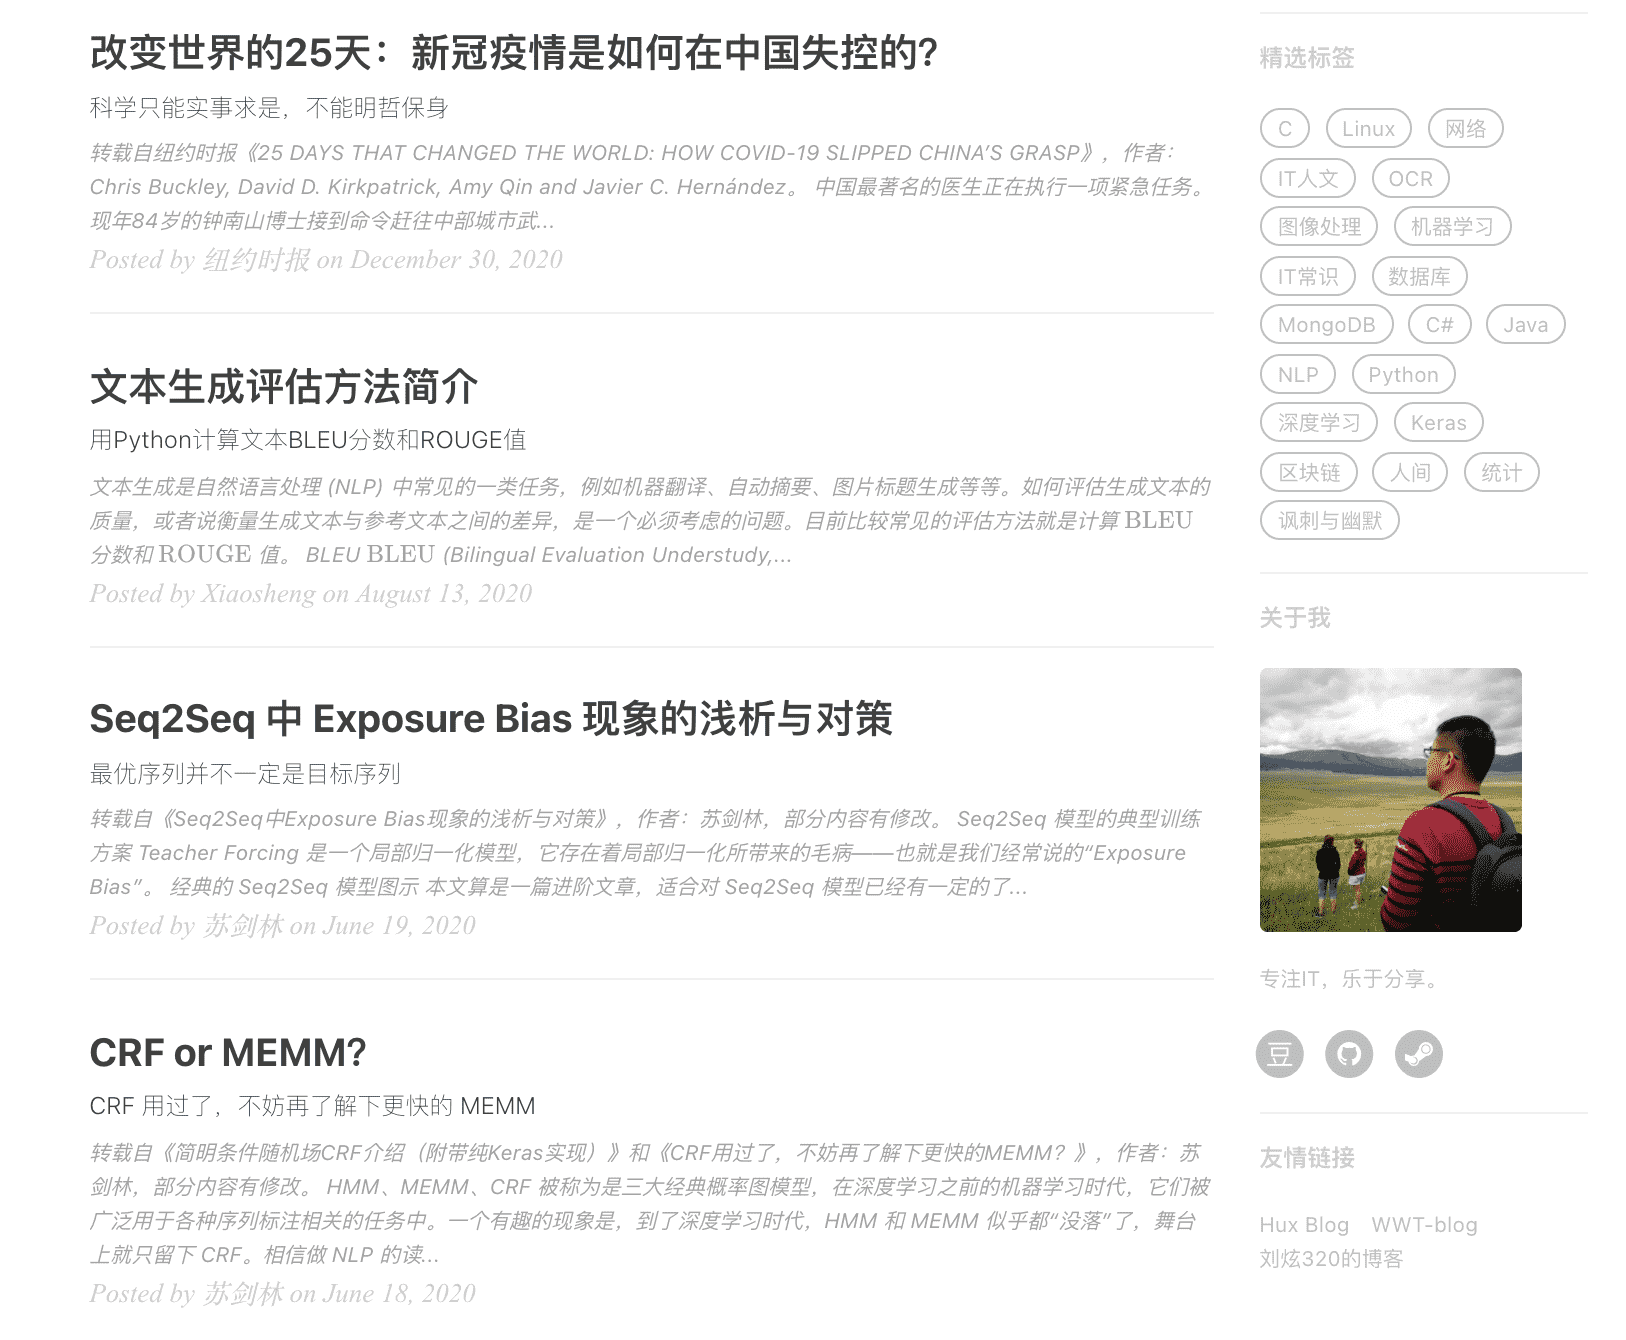 改变世界的25天：新冠疫情是如何在中国失控的?
科学只能实事求是，不能明哲保身
转载自纽约时报《25 DAYS THAT CHANGED THE WORLD: HOW COVID-19 SLIPPED CHINA’S GRASP》，作者：
Chris Buckley, David D. Kirkpatrick, Amy Qin and Javier C. Hernández。 中国最著名的医生正在执行一项紧急任务。
现年84岁的钟南山博士接到命令赶往中部城市武...
Posted by 纽约时报 on December 30, 2020
文本生成评估方法简介
用Python计算文本BLEU分数和ROUGE值
文本生成是自然语言处理 (NLP) 中常见的一类任务，例如机器翻译、自动摘要、图片标题生成等等。如何评估生成文本的
质量，或者说衡量生成文本与参考文本之间的差异，是一个必须考虑的问题。目前比较常见的评估方法就是计算 BLEU
分数和 ROUGE 值。 BLEU BLEU (Bilingual Evaluation Understudy,...
Posted by Xiaosheng on August 13, 2020
Seq2Seq 中 Exposure Bias 现象的浅析与对策
最优序列并不一定是目标序列
转载自《Seq2Seq中Exposure Bias现象的浅析与对策》，作者：苏剑林，部分内容有修改。 Seq2Seq 模型的典型训练
方案 Teacher Forcing 是一个局部归一化模型，它存在着局部归一化所带来的毛病——也就是我们经常说的“Exposure
Bias”。 经典的 Seq2Seq 模型图示 本文算是一篇进阶文章，适合对 Seq2Seq 模型已经有一定的了...
Posted by 苏剑林 on June 19, 2020
CRF or MEMM?
CRF 用过了，不妨再了解下更快的 MEMM
转载自《简明条件随机场CRF介绍（附带纯Keras实现）》和《CRF用过了，不妨再了解下更快的MEMM？》，作者：苏
剑林，部分内容有修改。 HMM、MEMM、CRF 被称为是三大经典概率图模型，在深度学习之前的机器学习时代，它们被
广泛用于各种序列标注相关的任务中。一个有趣的现象是，到了深度学习时代，HMM 和 MEMM 似乎都“没落”了，舞台
上就只留下 CRF。相信做 NLP 的读...
Posted by 苏剑林 on June 18, 2020
精选标签
C Linux 网络
IT人文 OCR
图像处理 机器学习
IT常识 数据库
MongoDB C# Java
NLP Python
深度学习 Keras
区块链 人间 统计
讽刺与幽默
关于我
专注IT，乐于分享。
豆
友情链接
Hux Blog WWT-blog
刘炫320的博客